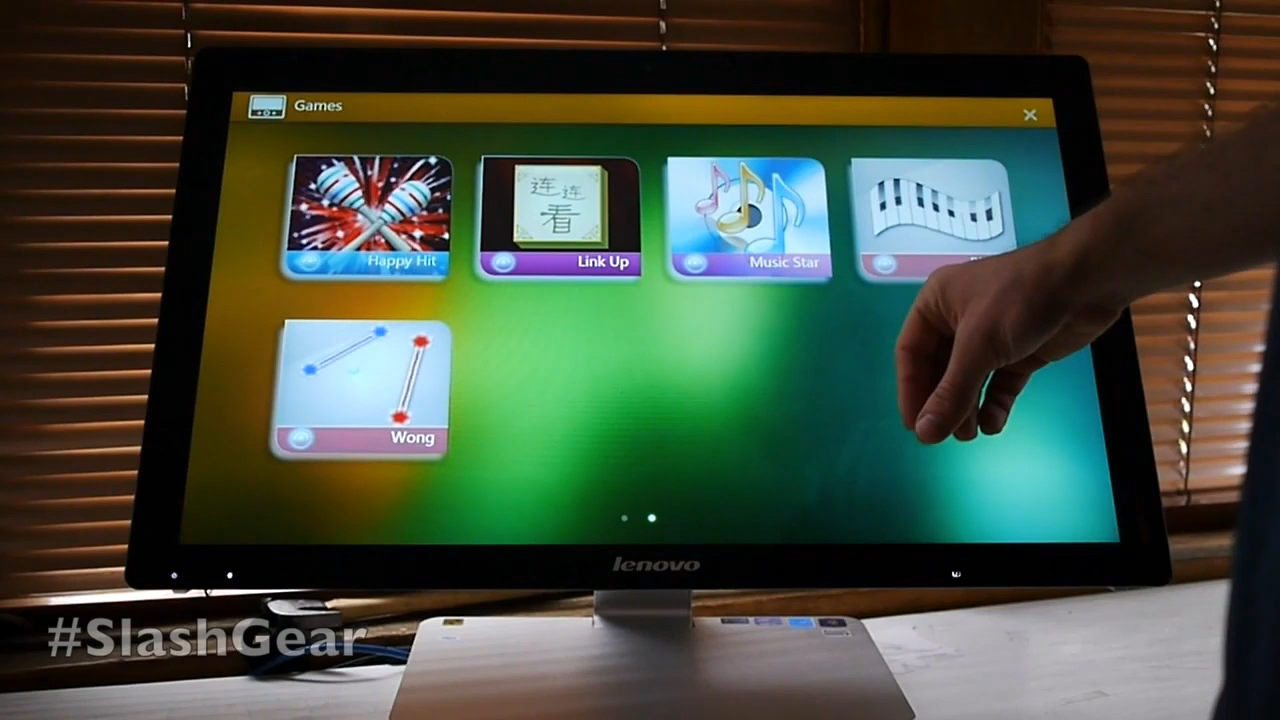 Games
Happy Hit
连连
看
Link Up
Music Star
Wong
lenovo
#SlashGear